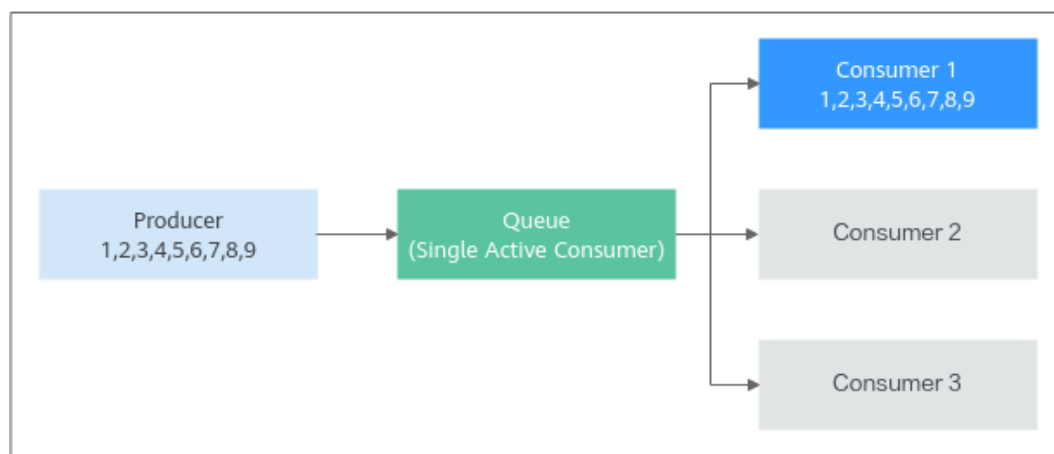 Consumer 1
1,2,3,4,5,6,7,8,9
Producer
1,2,3,4,5,6,7,8,9
Queue
(Single Active Consumer)
Consumer 2
Consumer 3